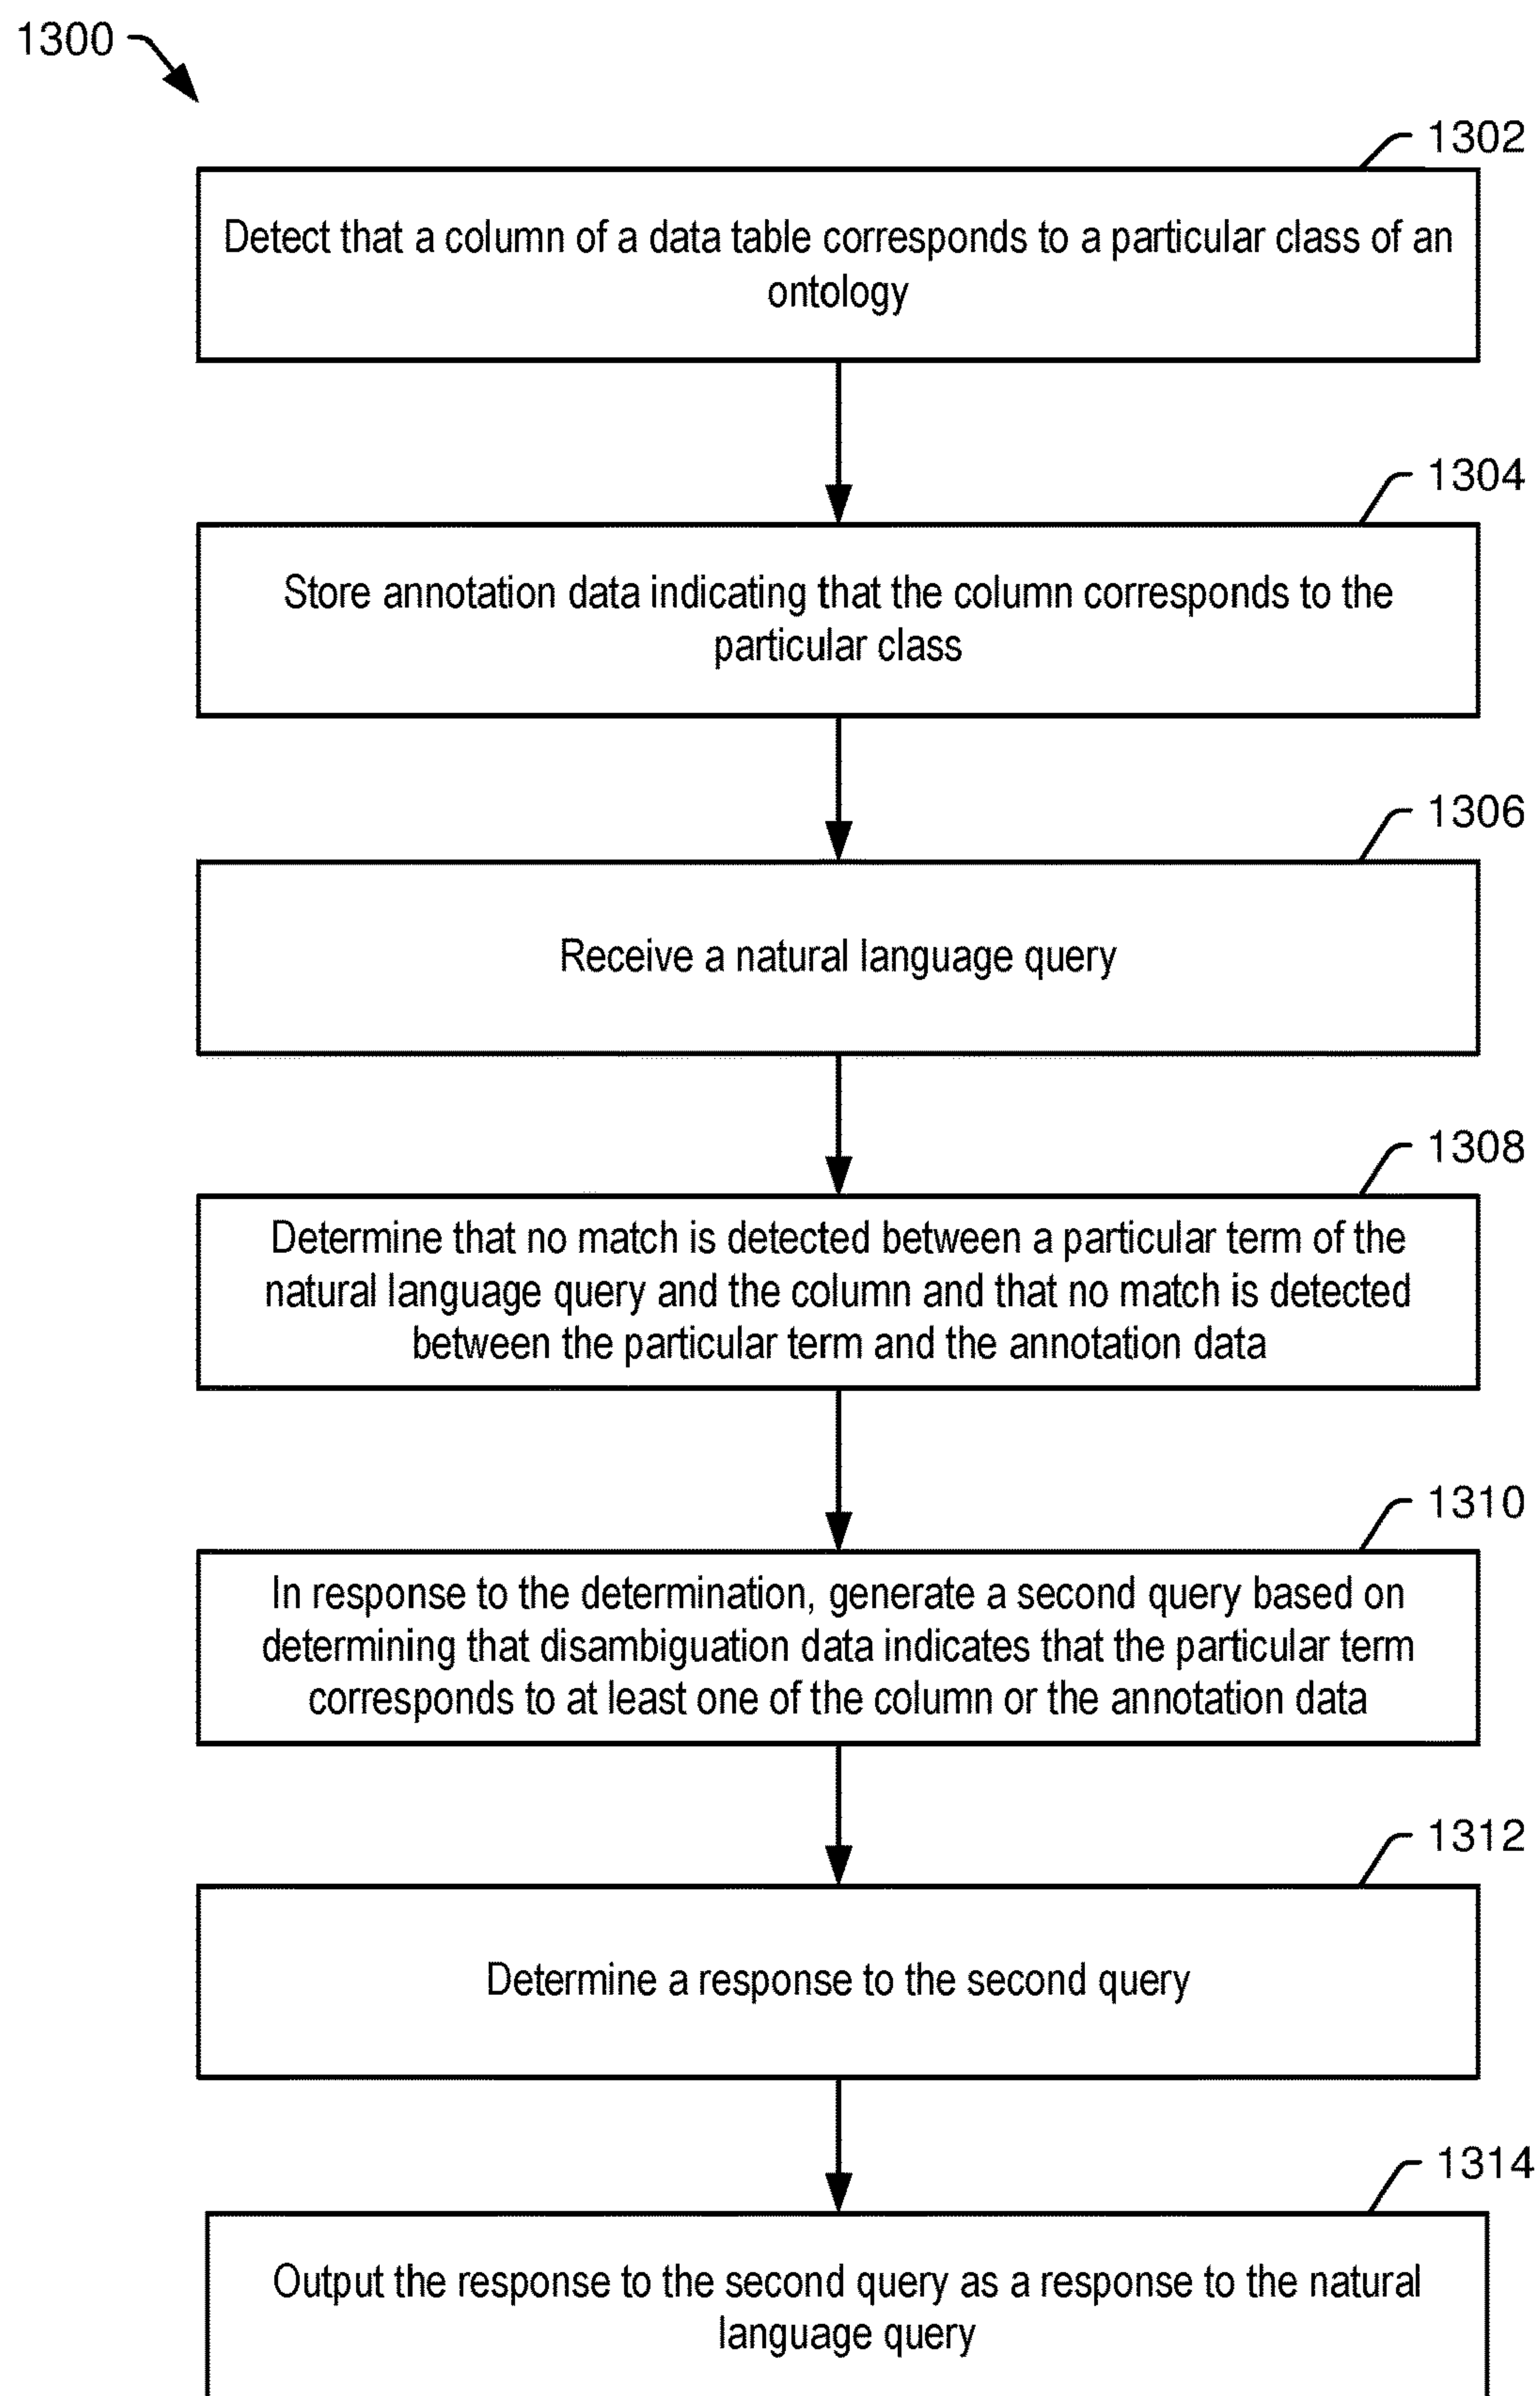 1300
1302
Detect that a column of a data table corresponds to a particular class of an
ontology
1304
Store annotation data indicating that the column corresponds to the
particular class
1306
Receive a natural language query
1308
Determine that no match is detected between a particular term of the
natural language query and the column and that no match is detected
between the particular term and the annotation data
1310
In response to the determination, generate a second query based on
determining that disambiguation data indicates that the particular term
corresponds to at least one of the column or the annotation data
1312
Determine a response to the second query
1314
Output the response to the second query as a response to the natural
language query